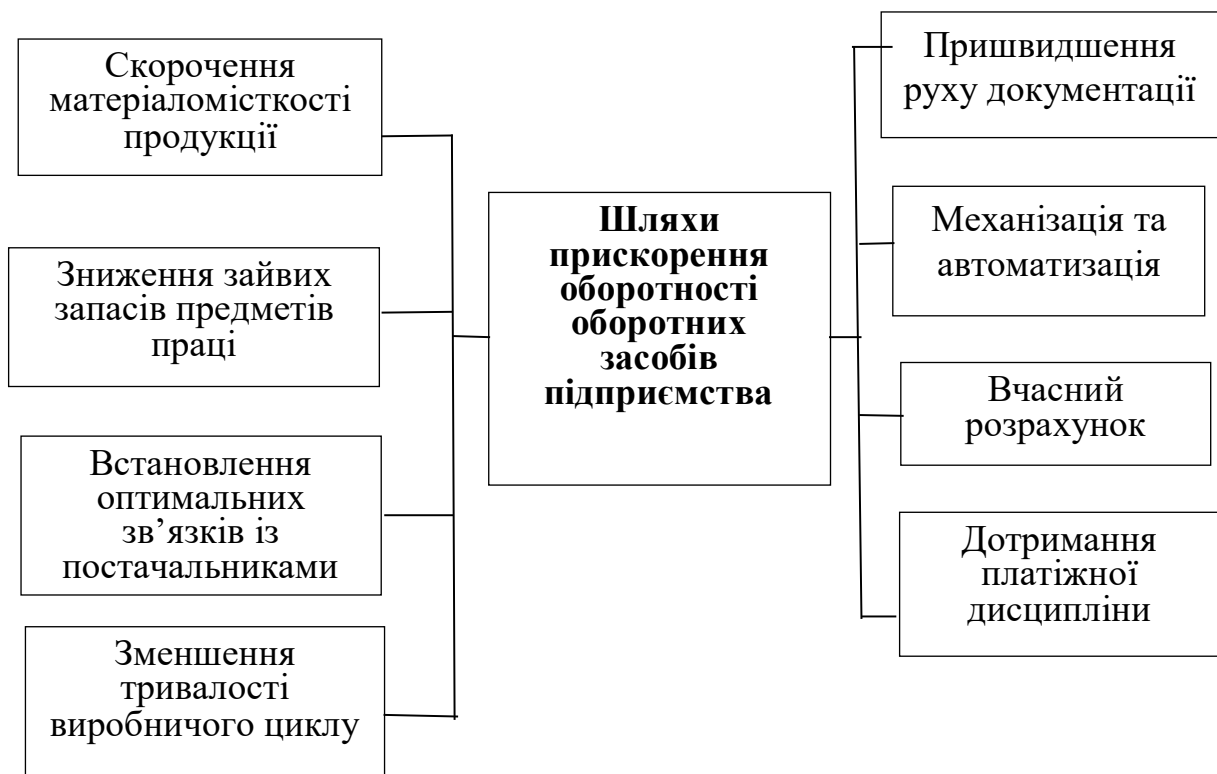 Скорочення
матеріаломісткості
продукції
Зниження зайвих
запасів предметів
праці
Встановлення
оптимальних
зв’язків із
постачальниками
Зменшення
тривалості
виробничого циклу
Шляхи
прискорення
оборотності
оборотних
засобів
підприємства
Пришвидшення
руху документації
Механізація та
автоматизація
Вчасний
розрахунок
Дотримання
платіжної
дисципліни